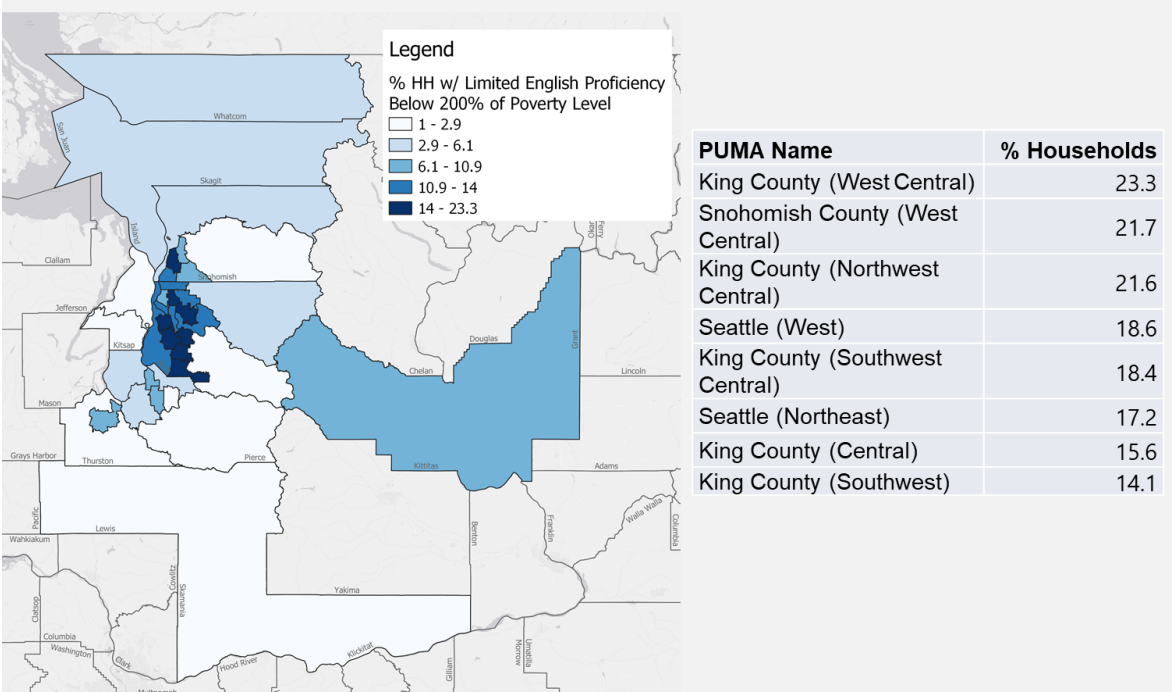 Legend
% HH w/ Limited English Proficiency
Below 200% of Poverty Level
1 - 2.9
2.9 - 6.1
6.1 - 10.9
10.9 - 14
14 - 23.3
Whatcom
San Juan
Skagit
Island
Clallam
Snohomish
Jefferson
Kitsap
Mason
Grays Harbor
Thurston
Pierce
Pacific
Lewis
Wahkiakum
Cowlitz
Skamania
Clatsop
Columbia
Washington
Clark
Hood River
Klickitat
Yakima
Gilliam
Umatilla
Morrow
Benton
Franklin
Walla Walla
Columbia
Adams
Kittitas
Chelan
Douglas
Grant
Lincoln
Ferry
PUMA Name % Households
King County (West Central) 23.3
Snohomish County (West
Central) 21.7
King County (Northwest
Central) 21.6
Seattle (West) 18.6
King County (Southwest
Central) 18.4
Seattle (Northeast) 17.2
King County (Central) 15.6
King County (Southwest) 14.1